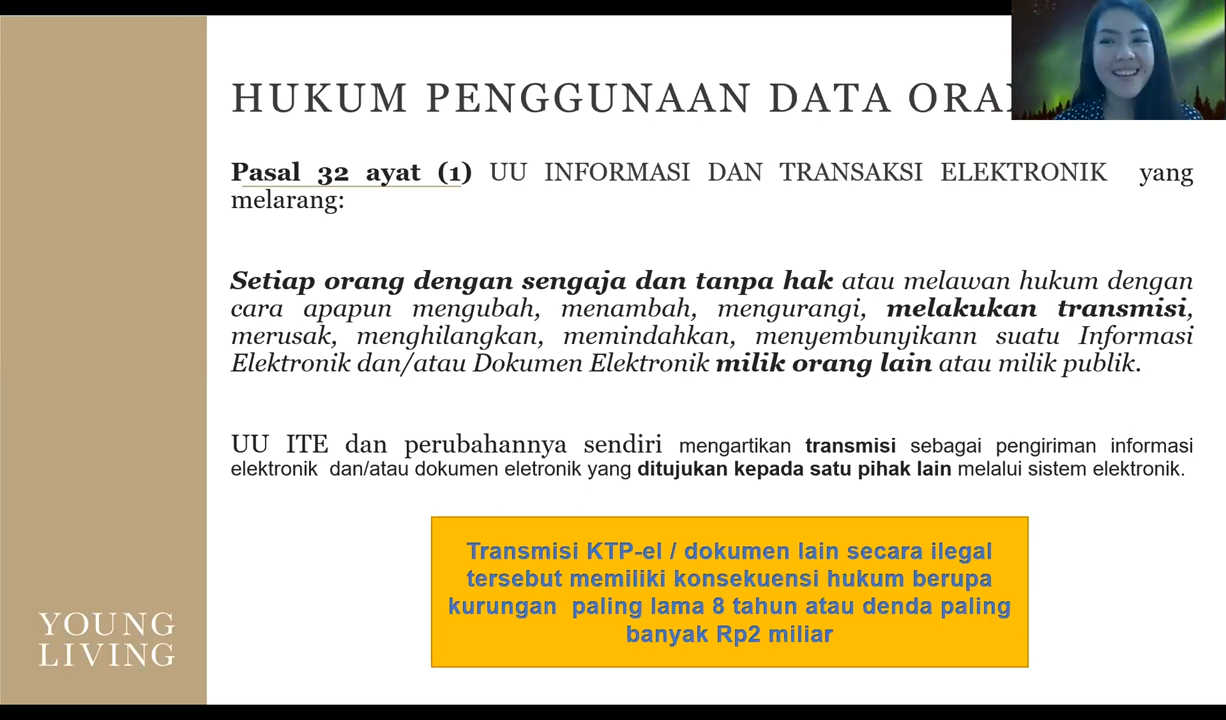 HUKUM PENGGUNAAN DATA
Pasal 32 ayat (1) UU INFORMASI DAN TRANSAKSI ELEKTRONIK yang
melarang:
Setiap orang dengan sengaja dan tanpa hak atau melawan hukum dengan
cara apapun mengubah, menambah, mengurangi, melakukan transmisi,
merusak, menghilangkan, memindahkan, menyembunyikann suatu Informasi
Elektronik dan/atau Dokumen Elektronik milik orang lain atau milik publik.
UU ITE dan perubahannya sendiri mengartikan transmisi sebagai pengiriman informasi
elektronik dan/atau dokumen eletronik yang ditujukan kepada satu pihak lain melalui sistem elektronik.
Transmisi KTP-el / dokumen lain secara ilegal
tersebut memiliki konsekuensi hukum berupa
kurungan paling lama 8 tahun atau denda paling
banyak Rp2 miliar
YOUNG
LIVING